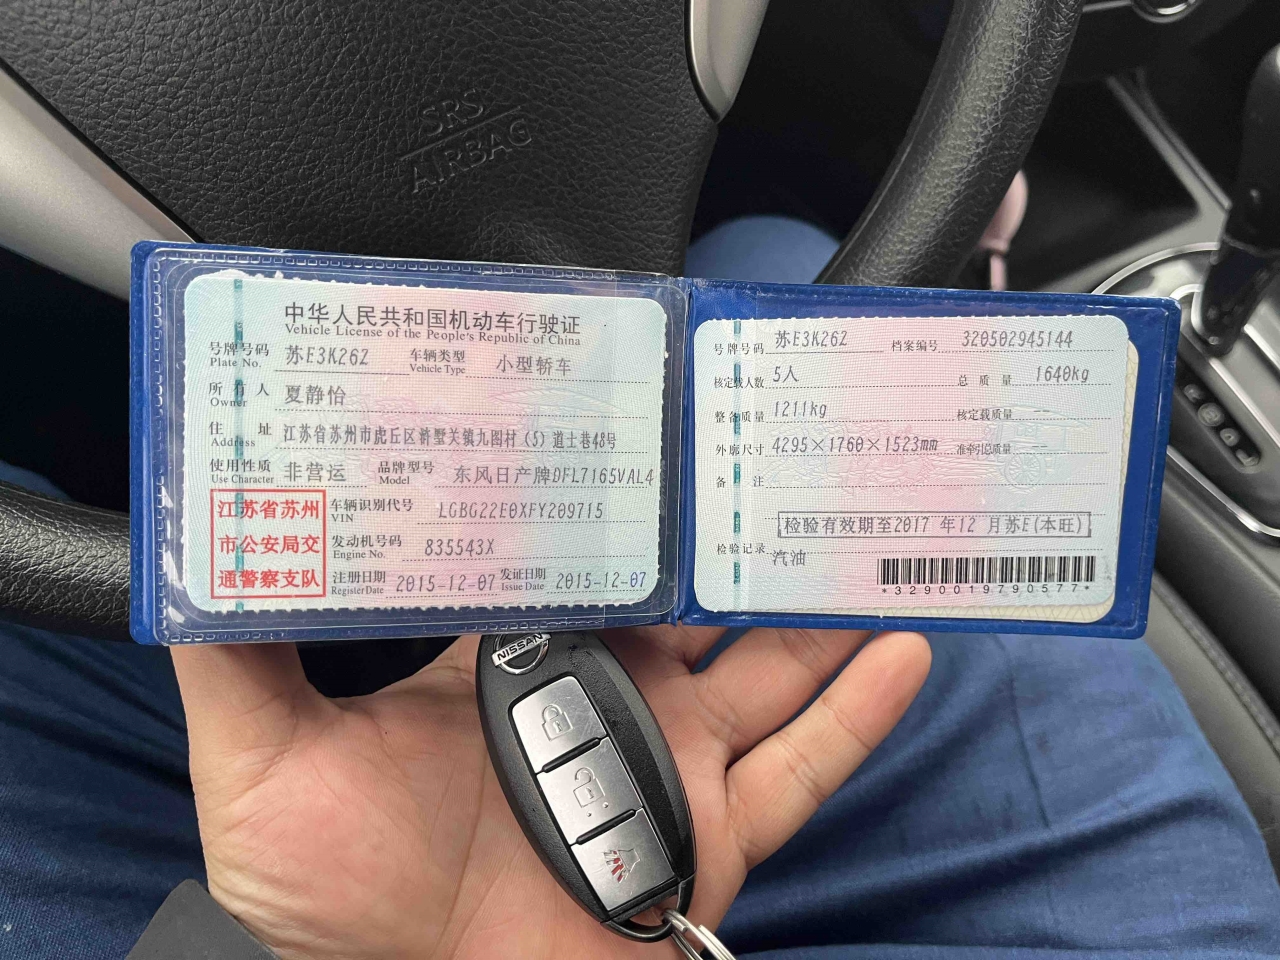 SRS
AIRBAG
中华人民共和国机动车行驶证
Vehicle License of the People's Republic of China
号牌号码 苏E3K26Z 车辆类型 小型轿车
Plate No. Vehicle Type
所有人 夏静怡
Owner
住址 江苏省苏州市虎丘区浒墅关镇九图村(5)道士巷48号
Address
使用性质 非营运 品牌型号 东风日产牌DFL7165VAL4
Use Character Model
江苏省苏州
市公安局交
通警察支队
车辆识别代号 LGBG22E0XFY209715
VIN
发动机号码 835543X
Engine No.
注册日期 2015-12-07 发证日期 2015-12-07
Register Date Issue Date
号牌号码 苏E3K26Z 档案编号 320502945144
核定载人数 5人 总质量 1640kg
整备质量 1211kg 核定载质量 --
外廓尺寸 4295×1760×1523mm 准牵引总质量
备注
检验有效期至2017年12月苏E(本旺)
检验记录 汽油
*3290019790577*
NISSAN